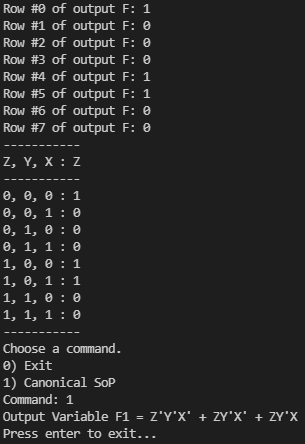 Row #0 of output F: 1
Row #1 of output F: 0
Row #2 of output F: 0
Row #3 of output F: 0
Row #4 of output F: 1
Row #5 of output F: 1
Row #6 of output F: 0
Row #7 of output F: 0
-----------
Z, Y, X : Z
-----------
0, 0, 0 : 1
0, 0, 1 : 0
0, 1, 0 : 0
0, 1, 1 : 0
1, 0, 0 : 1
1, 0, 1 : 1
1, 1, 0 : 0
1, 1, 1 : 0
-----------
Choose a command.
0) Exit
1) Canonical SoP
Command: 1
Output Variable F1 = Z'Y'X' + ZY'X' + ZY'X
Press enter to exit...